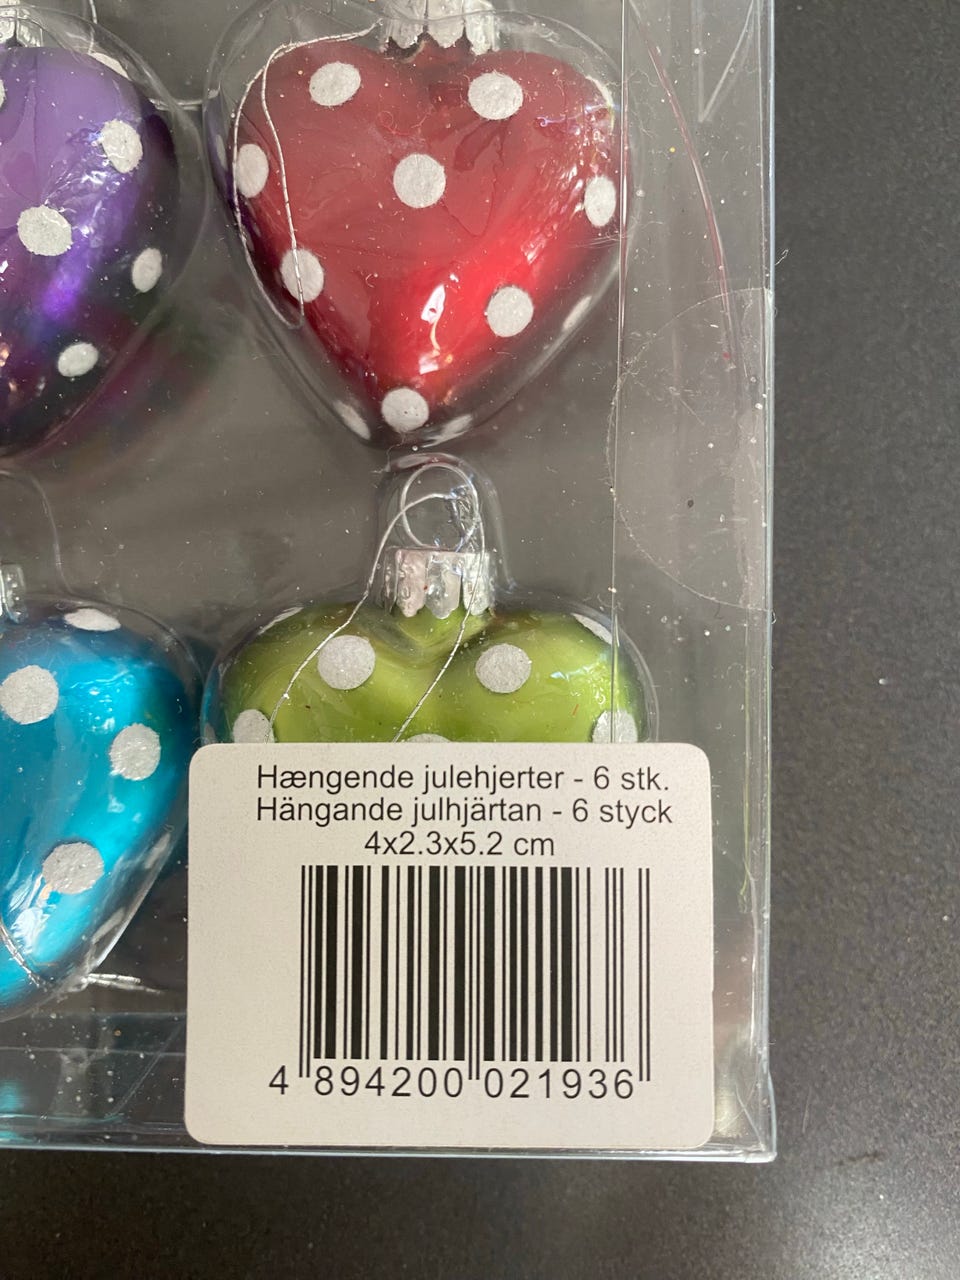 Hængende julehjerter - 6 stk.
Hängande julhjärtan - 6 styck
4x2.3x5.2 cm
4 894200 021936